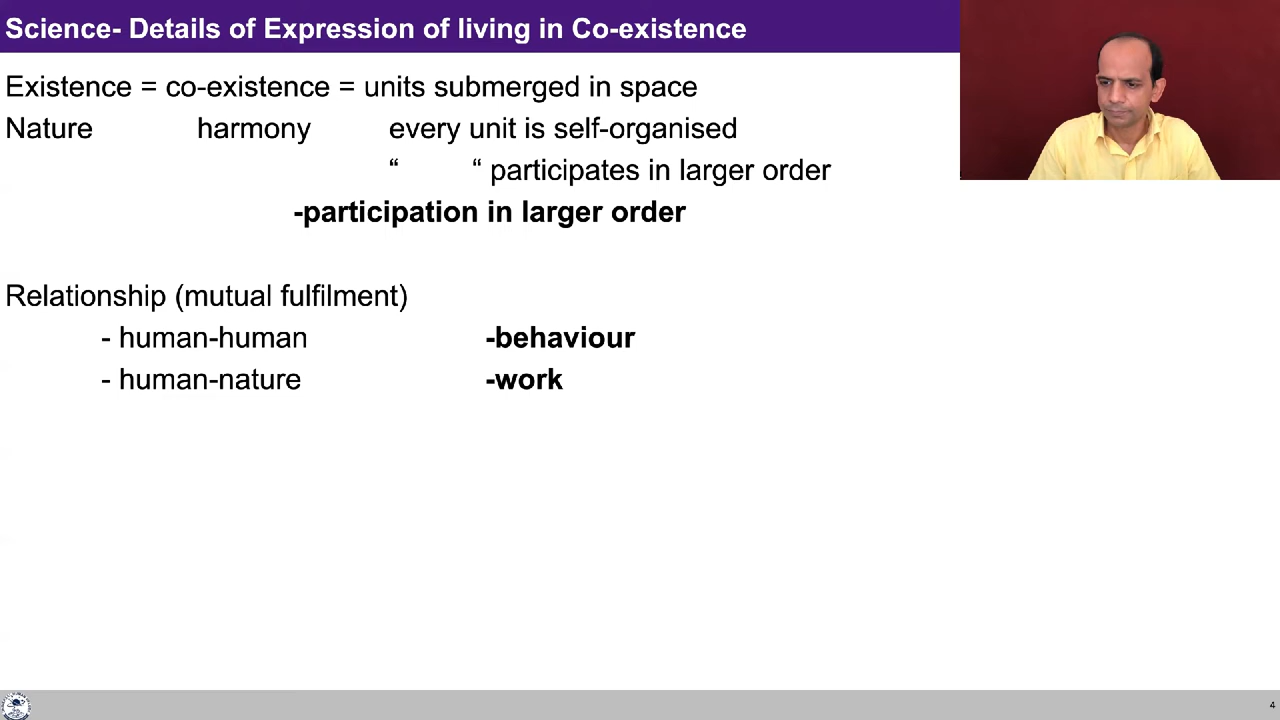 Science- Details of Expression of living in Co-existence
Existence = co-existence = units submerged in space
Nature harmony every unit is self-organised
“ “ participates in larger order
-participation in larger order
Relationship (mutual fulfilment)
- human-human -behaviour
- human-nature -work
4